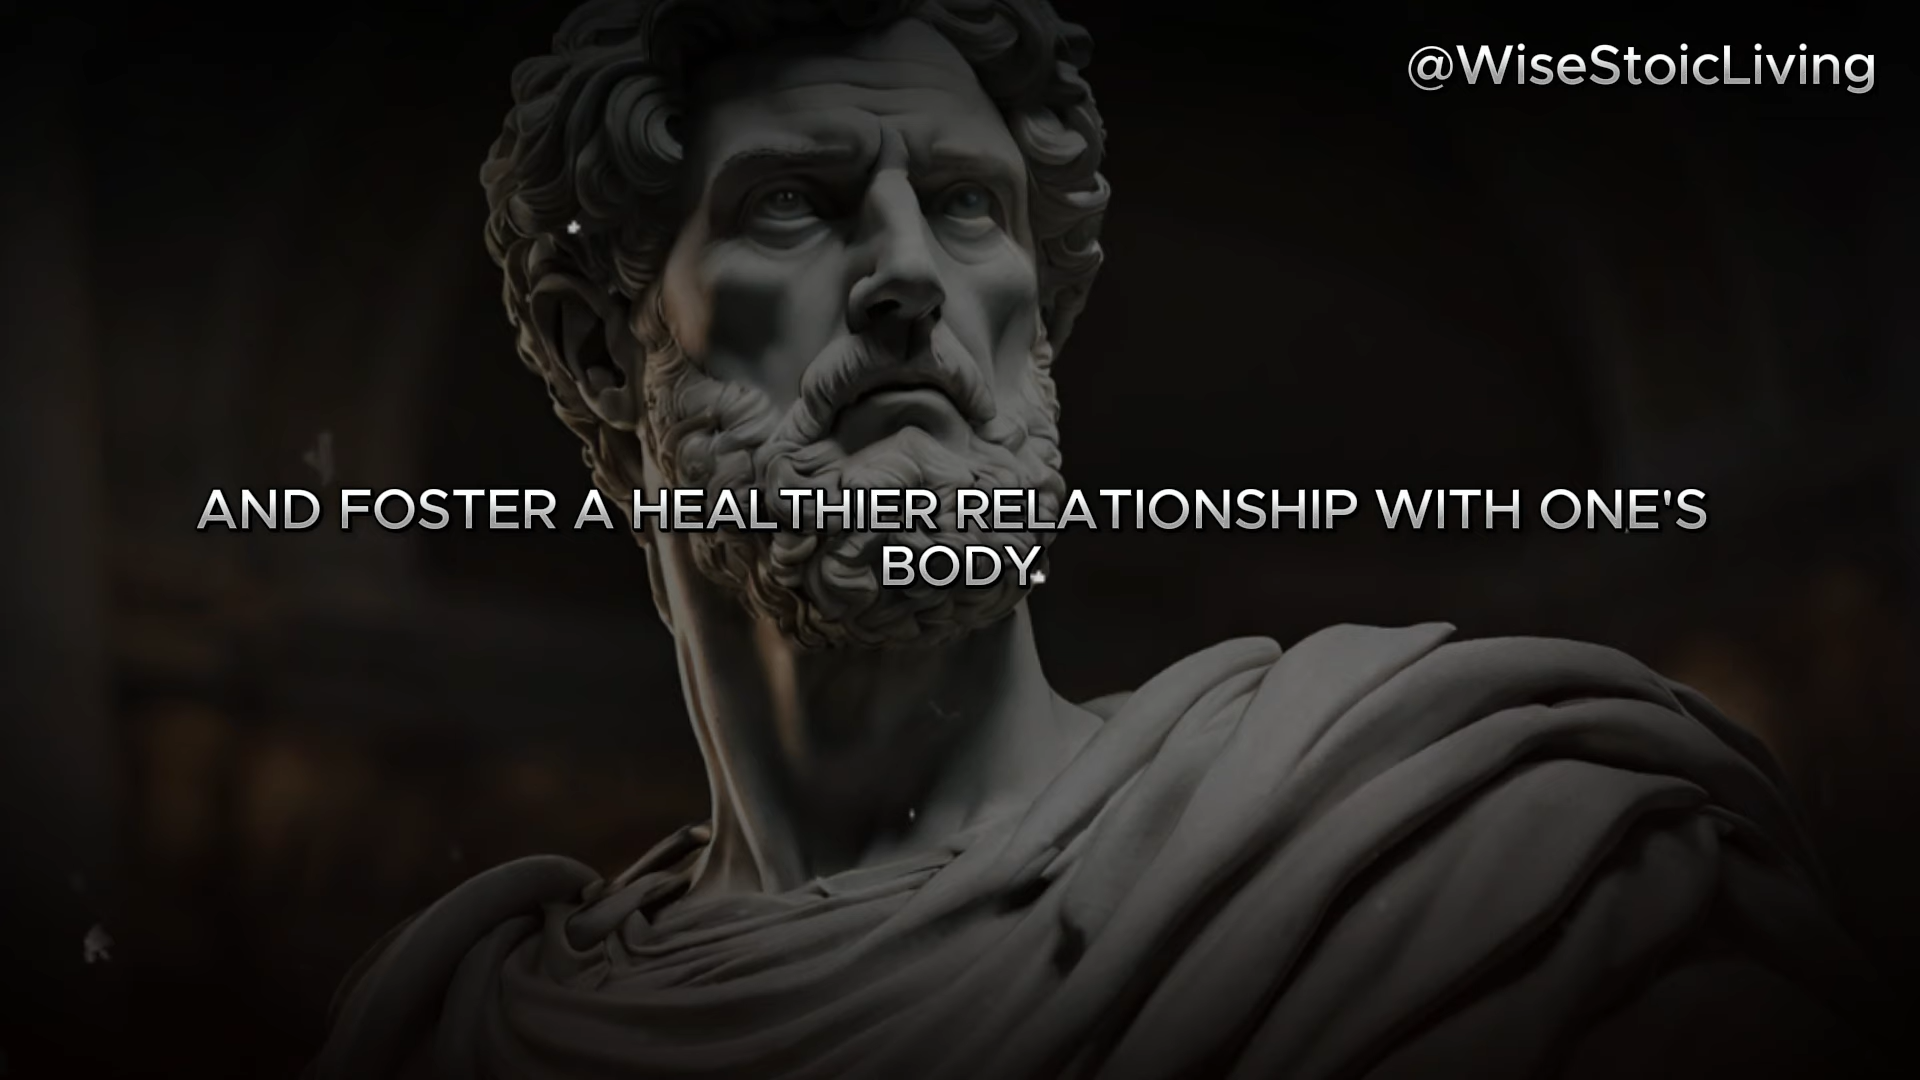 @WiseStoicLiving
AND FOSTER A HEALTHIER RELATIONSHIP WITH ONE'S
BODY